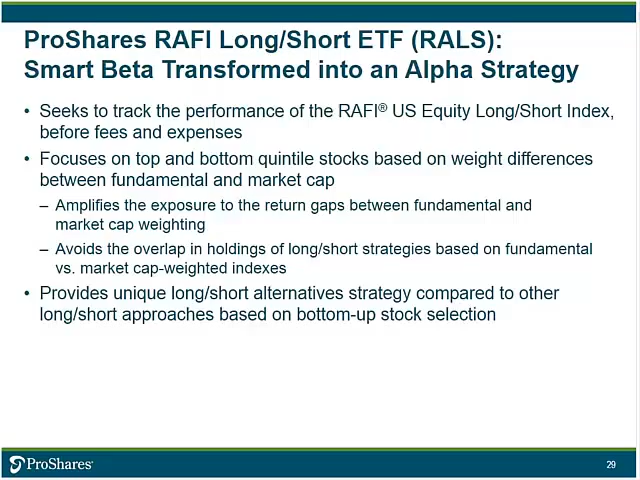 ProShares RAFI Long/Short ETF (RALS):
Smart Beta Transformed into an Alpha Strategy
• Seeks to track the performance of the RAFI® US Equity Long/Short Index,
before fees and expenses
• Focuses on top and bottom quintile stocks based on weight differences
between fundamental and market cap
– Amplifies the exposure to the return gaps between fundamental and
market cap weighting
– Avoids the overlap in holdings of long/short strategies based on fundamental
vs. market cap-weighted indexes
• Provides unique long/short alternatives strategy compared to other
long/short approaches based on bottom-up stock selection
ProShares
29